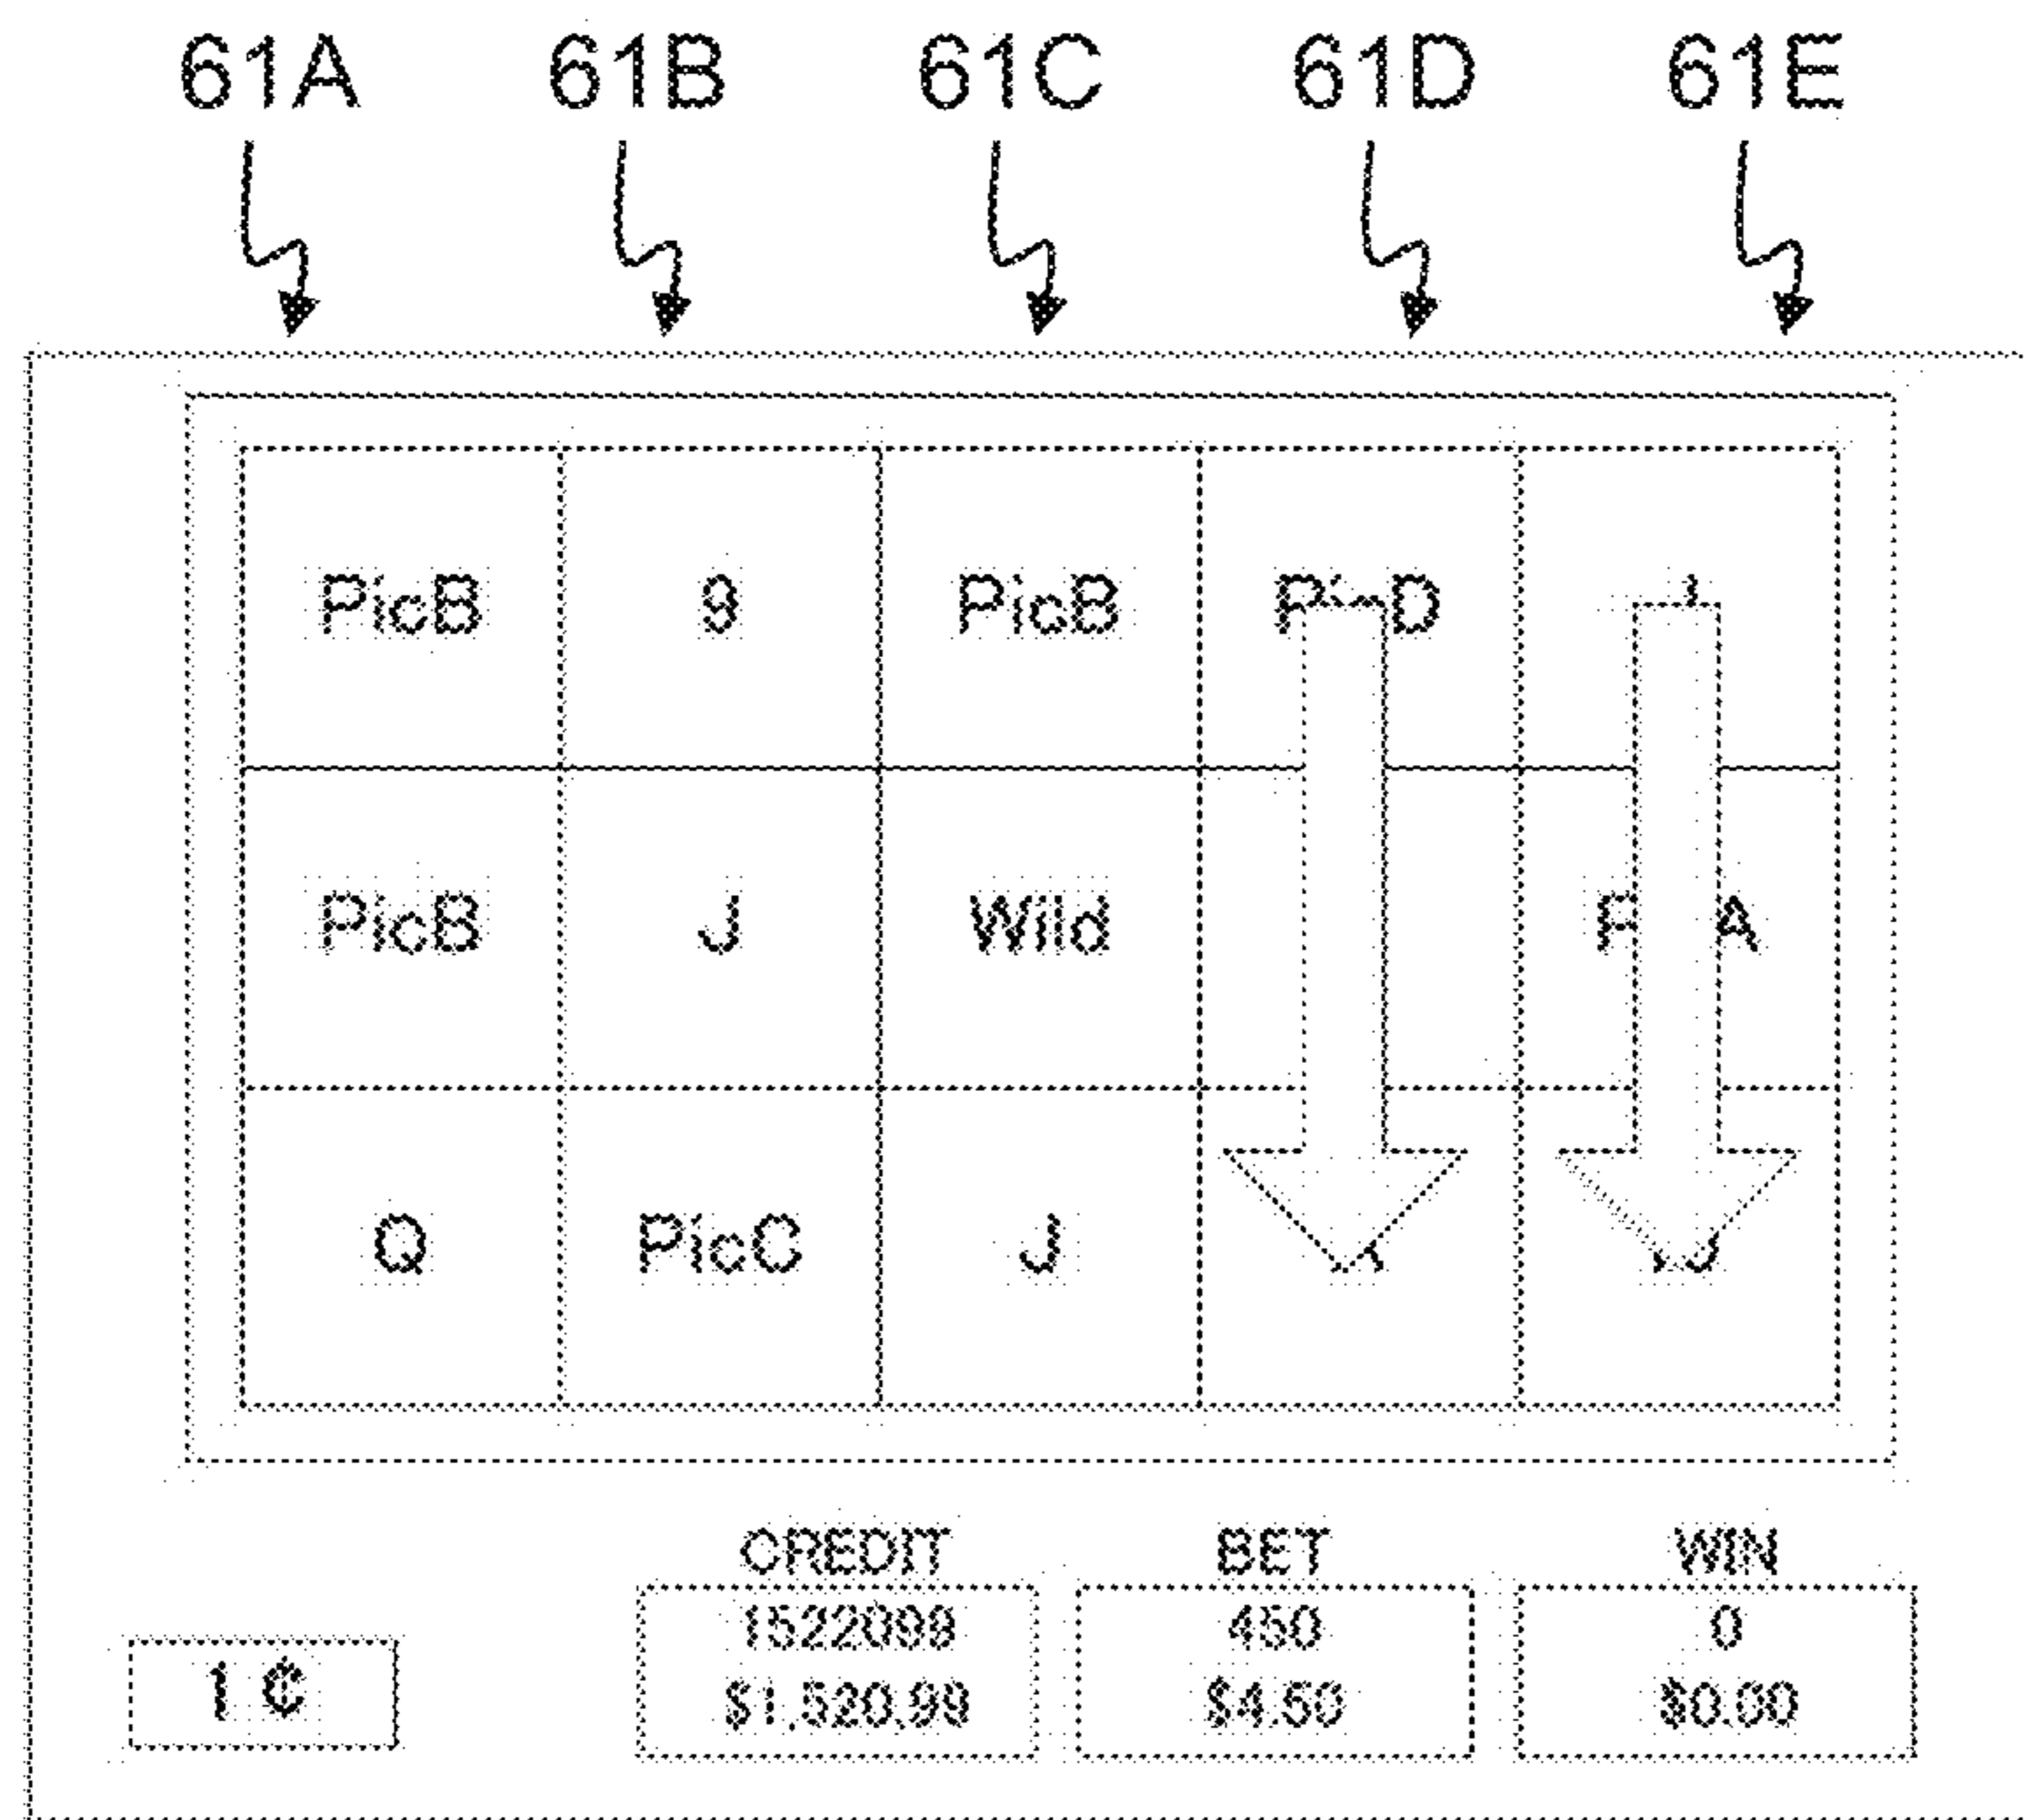 61A 61B 61C 61D 61E
PicB 9 PicB
PicB J Wild
Q PicC J
CREDIT BET WIN
1522099 450 0
1 ¢
$1,520.99 $4.50 $0.00